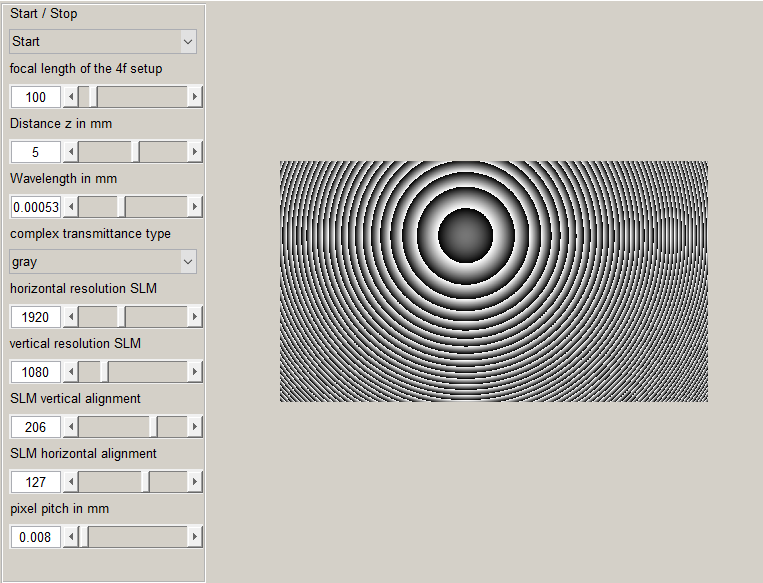 Start / Stop
Start
focal length of the 4f setup
100
Distance z in mm
5
Wavelength in mm
0.00053
complex transmittance type
gray
horizontal resolution SLM
1920
vertical resolution SLM
1080
SLM vertical alignment
206
SLM horizontal alignment
127
pixel pitch in mm
0.008